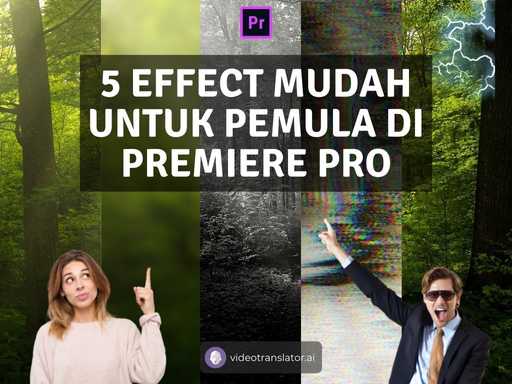 Pr
5 EFFECT MUDAH
UNTUK PEMULA DI
PREMIERE PRO
videotranslator.ai